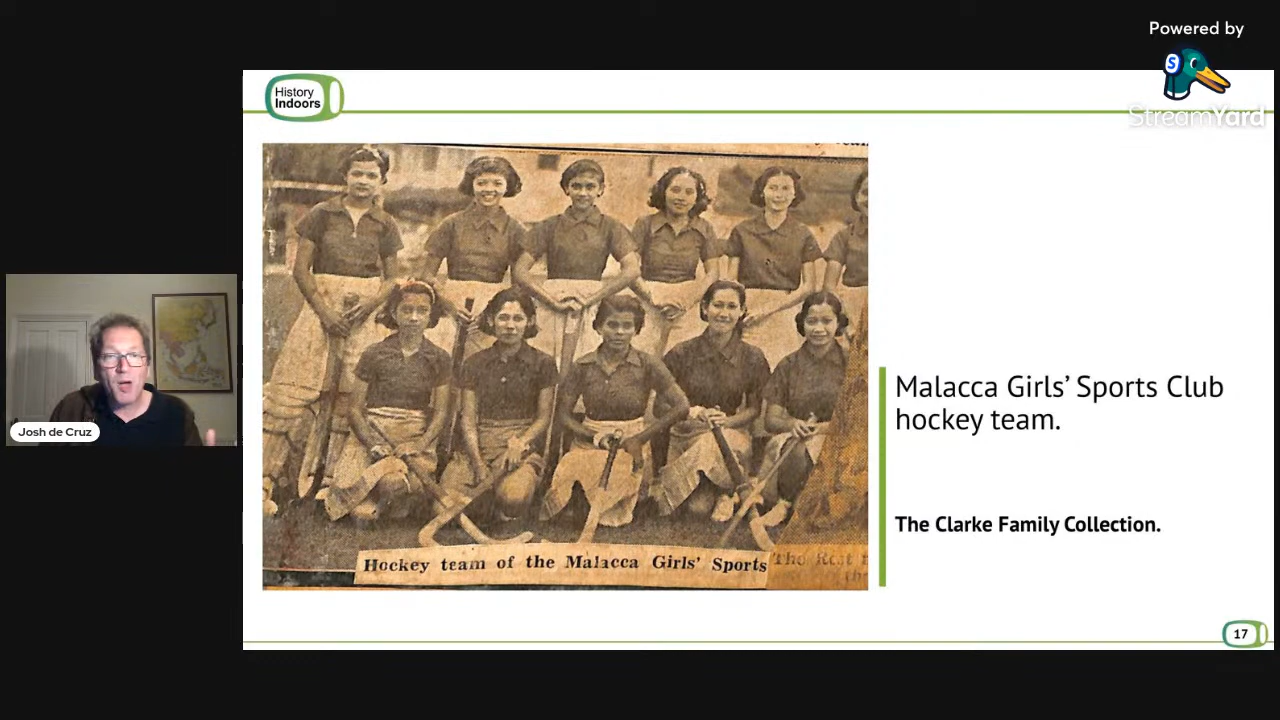 Powered by
StreamYard
History
Indoors
Hockey team of the Malacca Girls' Sports
The
Malacca Girls' Sports Club
hockey team.
The Clarke Family Collection.
Josh de Cruz
17